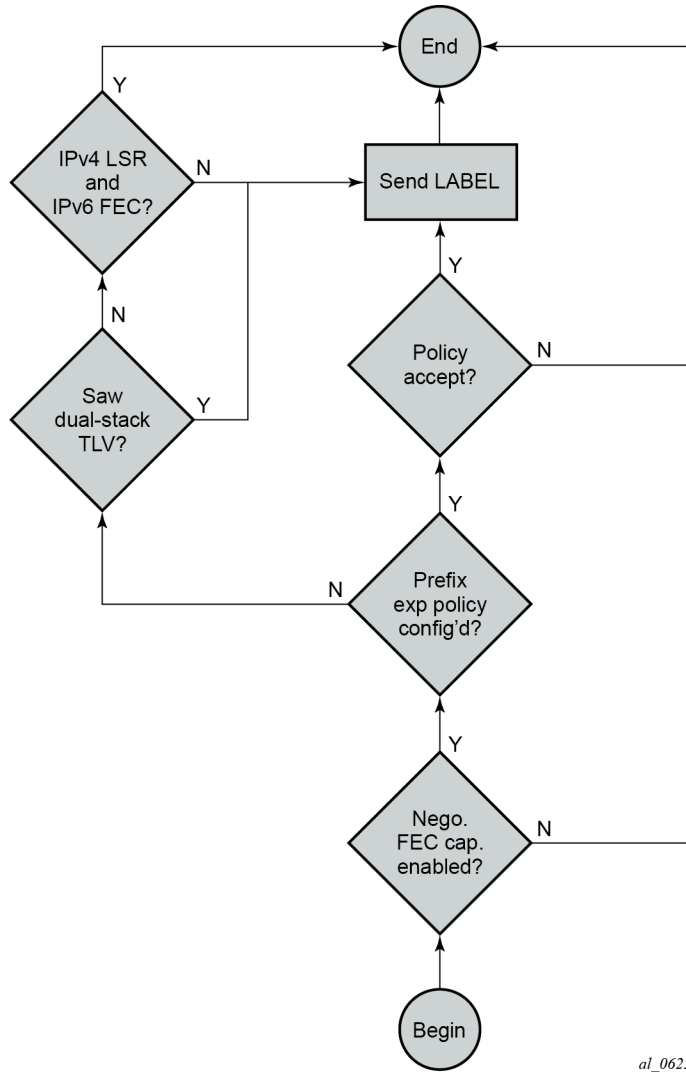 End
Y
IPv4 LSR
and
IPv6 FEC?
N
Send LABEL
Y
N
Policy
accept?
N
Saw
dual-stack
TLV?
Y
Y
N
Prefix
exp policy
config'd?
Y
Nego.
FEC cap.
enabled?
N
Begin